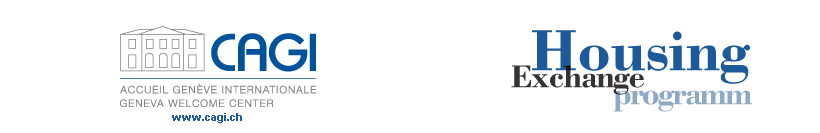 CAGI
ACCUEIL GENÈVE INTERNATIONALE
GENEVA WELCOME CENTER
www.cagi.ch
Housing
Exchange
programm